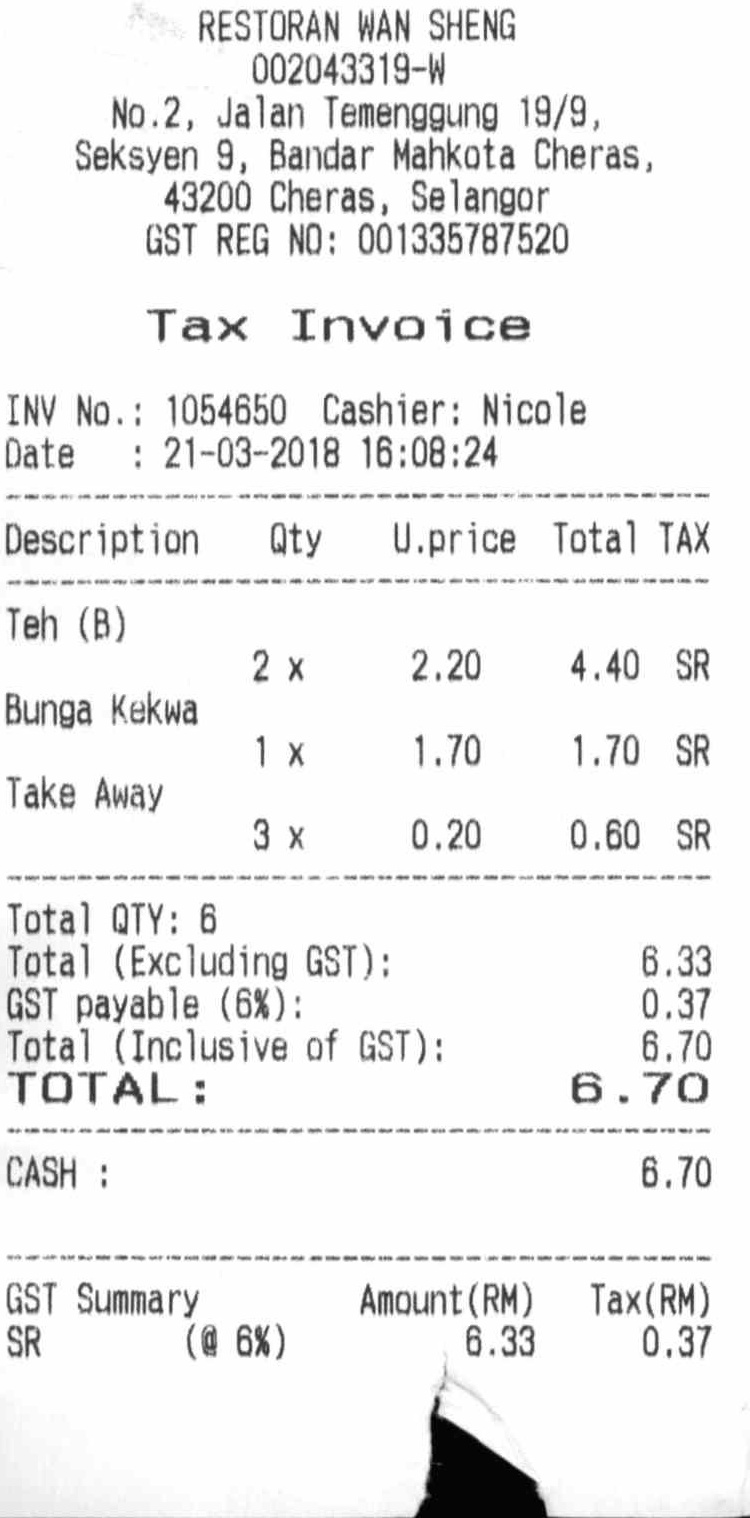 RESTORAN WAN SHENG
002043319-W
No.2, Jalan Temenggung 19/9,
Seksyen 9, Bandar Mahkota Cheras,
43200 Cheras, Selangor
GST REG NO: 001335787520
Tax Invoice
INV No.: 1054650 Cashier: Nicole
Date : 21-03-2018 16:08:24
Description Qty U.price Total TAX
Teh (B)
2 x 2.20 4.40 SR
Bunga Kekwa
1 x 1.70 1.70 SR
Take Away
3 x 0.20 0.60 SR
Total QTY: 6
Total (Excluding GST): 6.33
GST payable (6%): 0.37
Total (Inclusive of GST): 6.70
TOTAL: 6.70
CASH : 6.70
GST Summary Amount(RM) Tax(RM)
SR (@ 6%) 6.33 0.37